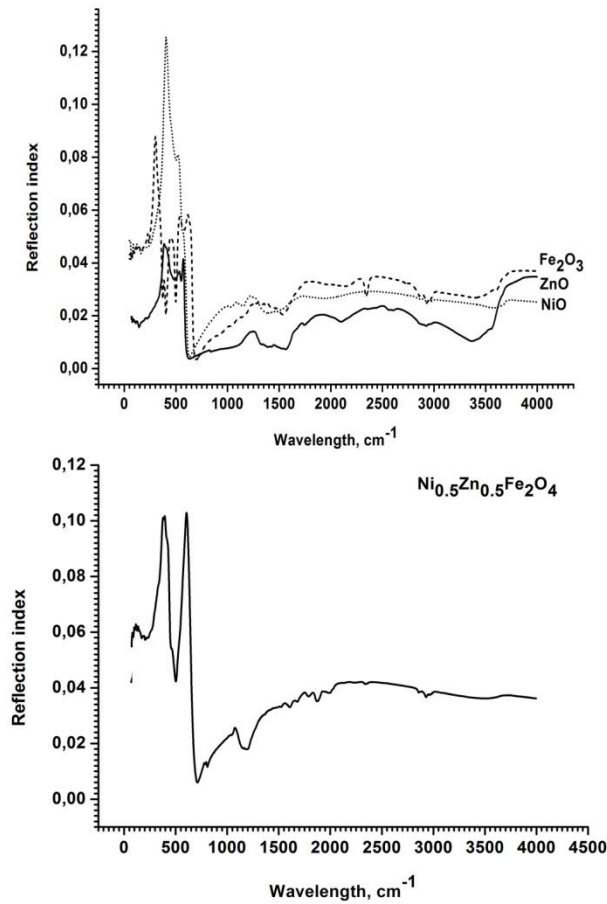 0,12
0,10
0,08
0,06
0,04
0,02
0,00
Reflection index
Fe₂O₃
ZnO
NiO
0 500 1000 1500 2000 2500 3000 3500 4000
Wavelength, cm⁻¹
0,12
0,10
0,08
0,06
0,04
0,02
0,00
Reflection index
Ni₀.₅Zn₀.₅Fe₂O₄
0 500 1000 1500 2000 2500 3000 3500 4000 4500
Wavelength, cm⁻¹